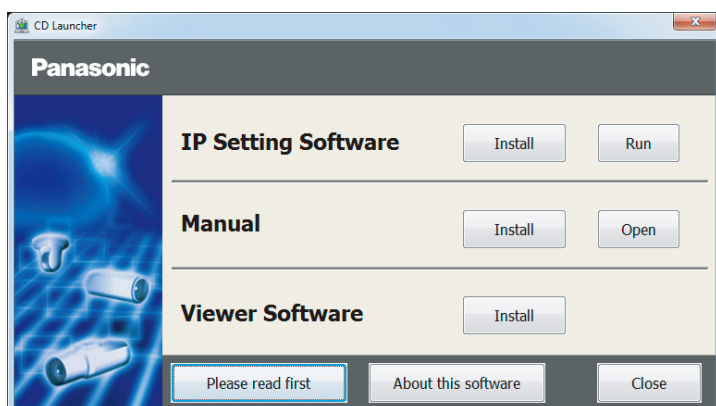 CD Launcher
Panasonic
IP Setting Software Install Run
Manual Install Open
Viewer Software Install
Please read first About this software Close